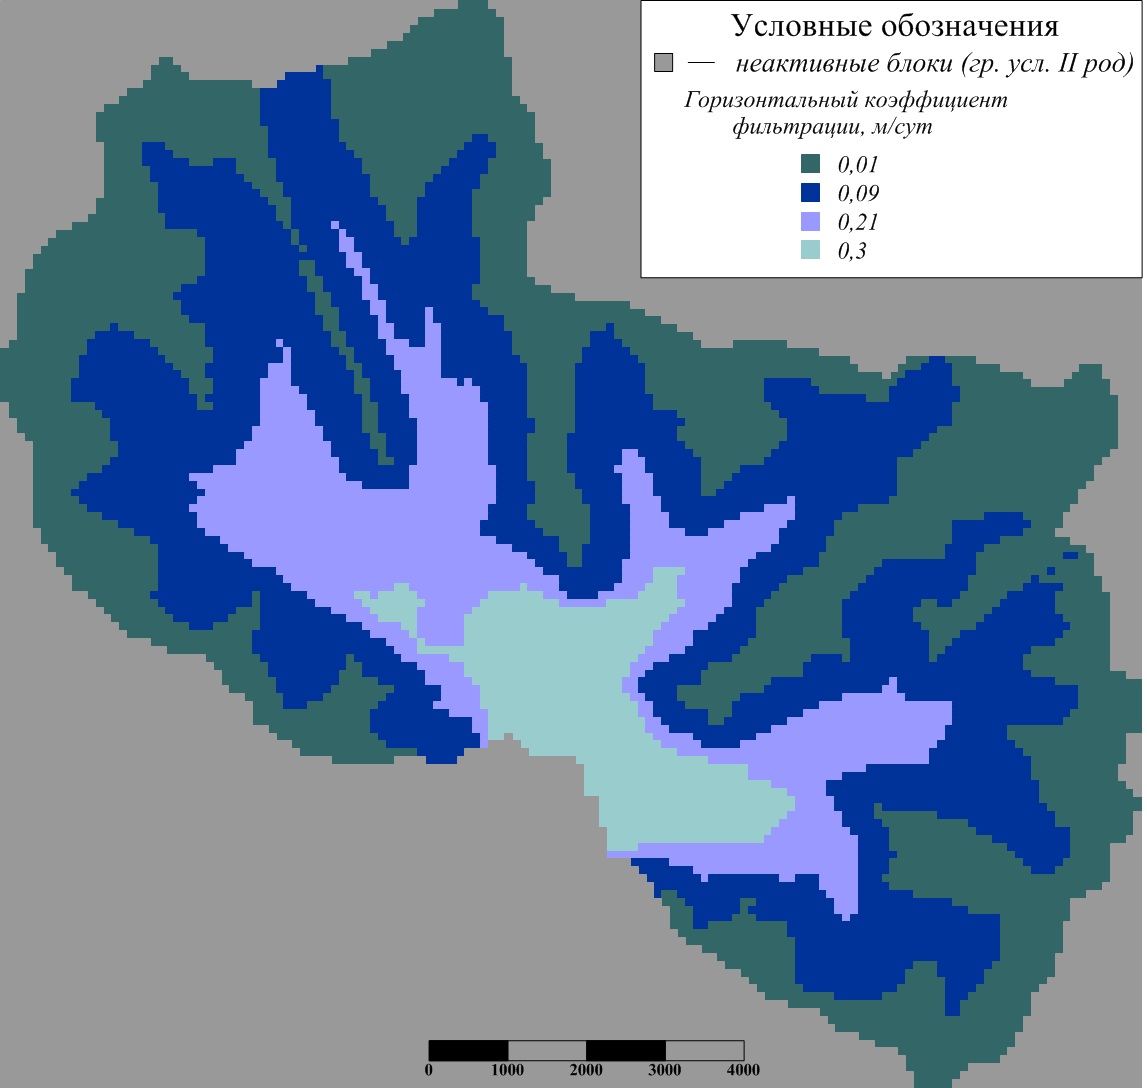 Условные обозначения
— неактивные блоки (гр. усл. II род)
Горизонтальный коэффициент
фильтрации, м/сут
0,01
0,09
0,21
0,3
0 1000 2000 3000 4000